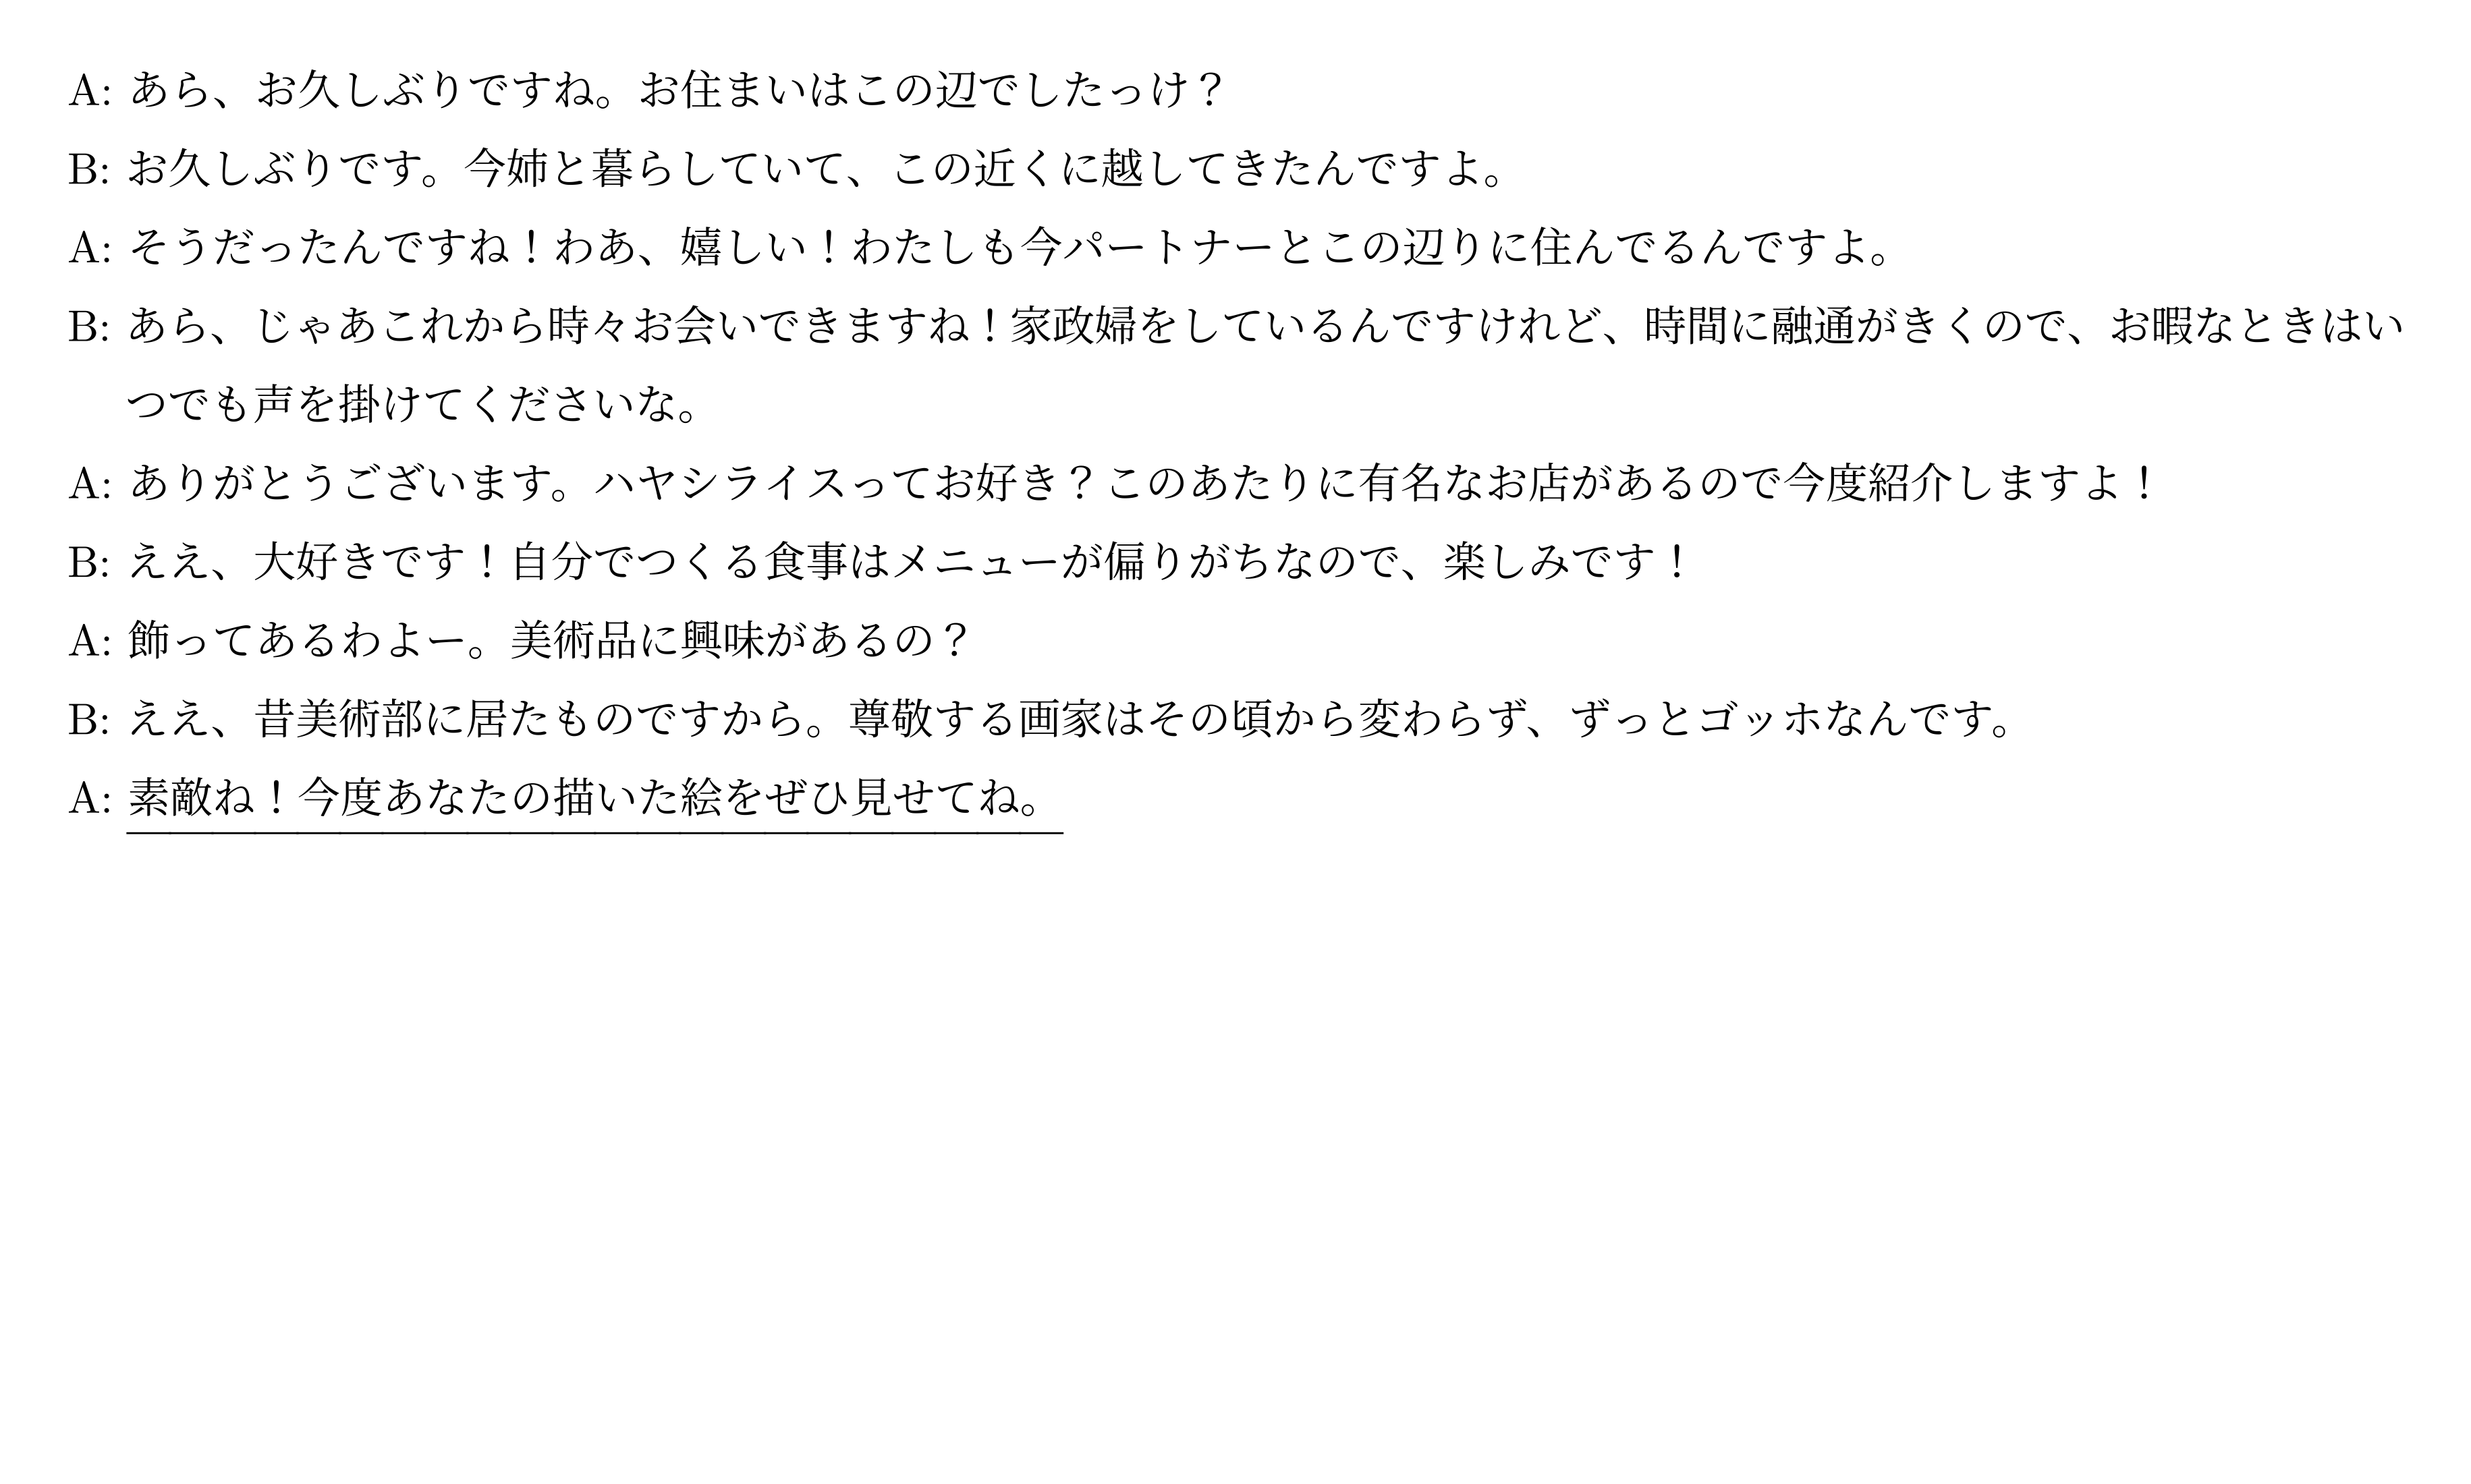 A: あら、お久しぶりですね。お住まいはこの辺でしたっけ？
B: お久しぶりです。今姉と暮らしていて、この近くに越してきたんですよ。
A: そうだったんですね！わあ、嬉しい！わたしも今パートナーとこの辺りに住んでるんですよ。
B: あら、じゃあこれから時々お会いできますね！家政婦をしているんですけれど、時間に融通がきくので、お暇なときはい
つでも声を掛けてくださいな。
A: ありがとうございます。ハヤシライスってお好き？このあたりに有名なお店があるので今度紹介しますよ！
B: ええ、大好きです！自分でつくる食事はメニューが偏りがちなので、楽しみです！
A: 飾ってあるわよー。美術品に興味があるの？
B: ええ、昔美術部に居たものですから。尊敬する画家はその頃から変わらず、ずっとゴッホなんです。
A: 素敵ね！今度あなたの描いた絵をぜひ見せてね。